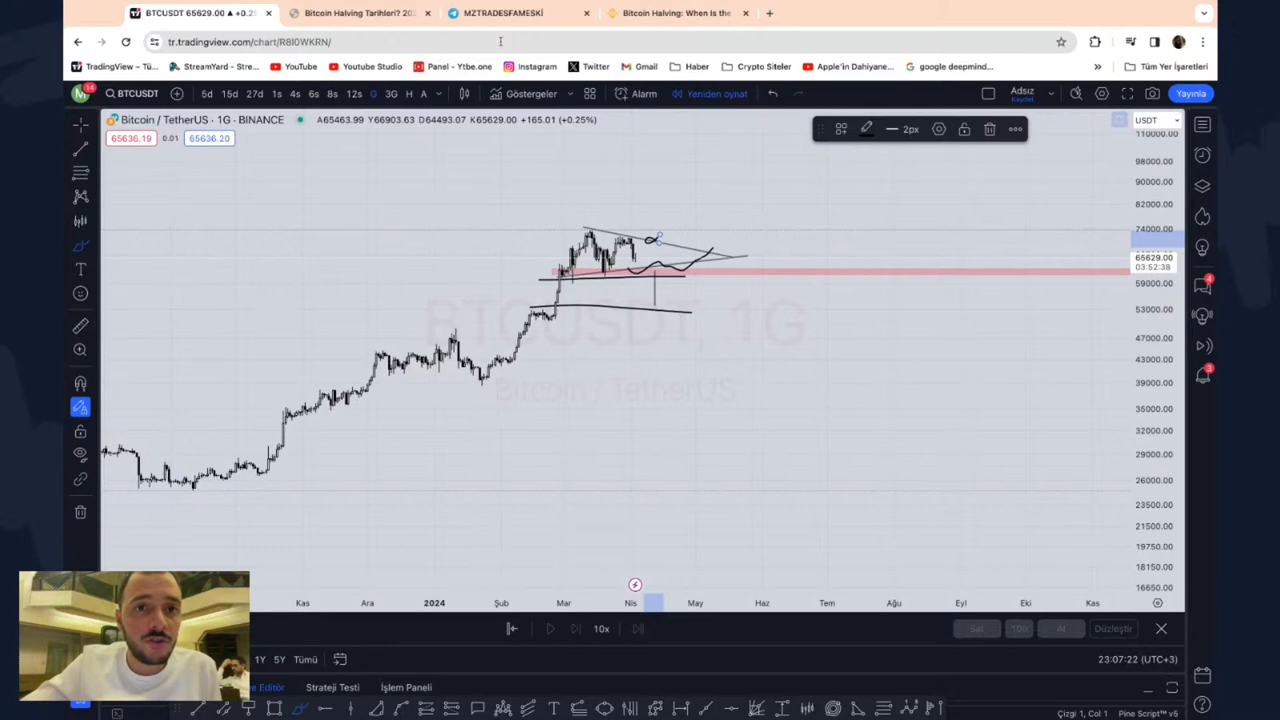 BTCUSDT 65629.00 ▲ +0.2
Bitcoin Halving Tarihleri? 202
MZTRADESFAMESKİ
Bitcoin Halving: When Is the
tr.tradingview.com/chart/R8I0WKRN/
TradingView – Tü...
StreamYard - Stre...
YouTube
Youtube Studio
Panel - Ytbe.one
Instagram
Twitter
Gmail
Haber
Crypto Siteler
Apple'in Dahiyane...
google deepmind...
»
Tüm Yer İşaretleri
M
14
BTCUSDT
5d 15d 27d 1s 4s 6s 8s 12s G 3G H A
Göstergeler
Alarm
Yeniden oynat
Adsız
Kaydet
Yayınla
Bitcoin / TetherUS · 1G · BINANCE
A65463.99 Y66903.63 D64493.07 K65629.00 +165.01 (+0.25%)
65636.19
0.01
65636.20
2px
USDT
110000.00
98000.00
90000.00
82000.00
74000.00
65629.00
03:52:38
59000.00
53000.00
47000.00
43000.00
39000.00
35000.00
32000.00
29000.00
26000.00
23500.00
21500.00
19750.00
18150.00
16650.00
BTCUSDT, 1G
Bitcoin / TetherUS
4
3
Kas Ara 2024 Şub Mar Nis May Haz Tem Ağu Eyl Eki Kas
10x
Sat
100
Al
Düzleştir
1Y 5Y Tümü
23:07:22 (UTC+3)
e Editör
Strateji Testi
İşlem Paneli
Çizgi 1, Col 1
Pine Script™ v5